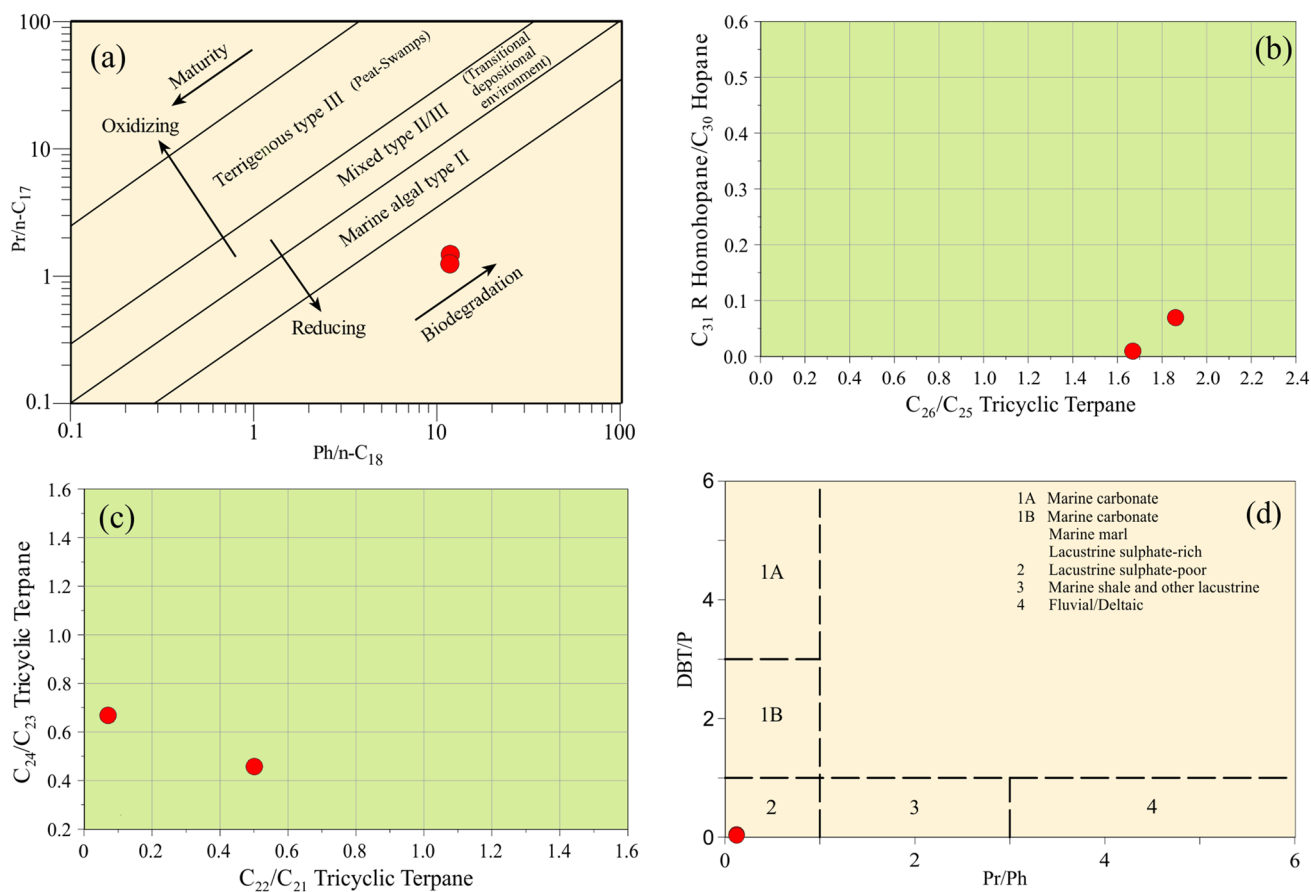 (a)
100
10
1
0.1
Pr/n-C17
0.1
1
10
100
Ph/n-C18
Maturity
Oxidizing
Terrigenous type III (Peat-Swamps)
Mixed type II/III
(Transitional
depositional
environment)
Marine algal type II
Reducing
Biodegradation
(b)
0.6
0.5
0.4
0.3
0.2
0.1
0.0
C31 R Homohopane/C30 Hopane
0.0 0.2 0.4 0.6 0.8 1.0 1.2 1.4 1.6 1.8 2.0 2.2 2.4
C26/C25 Tricyclic Terpane
(c)
1.6
1.4
1.2
1.0
0.8
0.6
0.4
0.2
C24/C23 Tricyclic Terpane
0 0.2 0.4 0.6 0.8 1.0 1.2 1.4 1.6
C22/C21 Tricyclic Terpane
(d)
6
4
2
0
DBT/P
1A Marine carbonate
1B Marine carbonate
Marine marl
Lacustrine sulphate-rich
2 Lacustrine sulphate-poor
3 Marine shale and other lacustrine
4 Fluvial/Deltaic
1A
1B
2
3
4
0 2 4 6
Pr/Ph